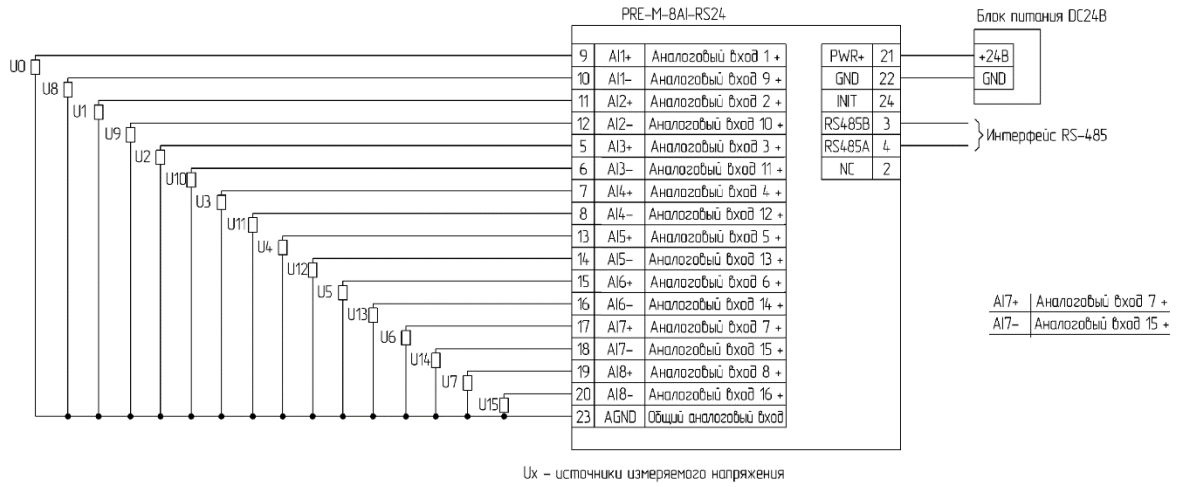 PRE-M-8AI-RS24
Блок питания DC24В
9 AI1+ Аналоговый вход 1 +
10 AI1- Аналоговый вход 9 +
11 AI2+ Аналоговый вход 2 +
12 AI2- Аналоговый вход 10 +
5 AI3+ Аналоговый вход 3 +
6 AI3- Аналоговый вход 11 +
7 AI4+ Аналоговый вход 4 +
8 AI4- Аналоговый вход 12 +
13 AI5+ Аналоговый вход 5 +
14 AI5- Аналоговый вход 13 +
15 AI6+ Аналоговый вход 6 +
16 AI6- Аналоговый вход 14 +
17 AI7+ Аналоговый вход 7 +
18 AI7- Аналоговый вход 15 +
19 AI8+ Аналоговый вход 8 +
20 AI8- Аналоговый вход 16 +
23 AGND Общий аналоговый вход
PWR+ 21
GND 22
INIT 24
RS485B 3
RS485A 4
NC 2
+24В
GND
Интерфейс RS-485
U0
U8
U1
U9
U2
U10
U3
U11
U4
U12
U5
U13
U6
U14
U7
U15
AI7+ Аналоговый вход 7 +
AI7- Аналоговый вход 15 +
Ux - источники измеряемого напряжения